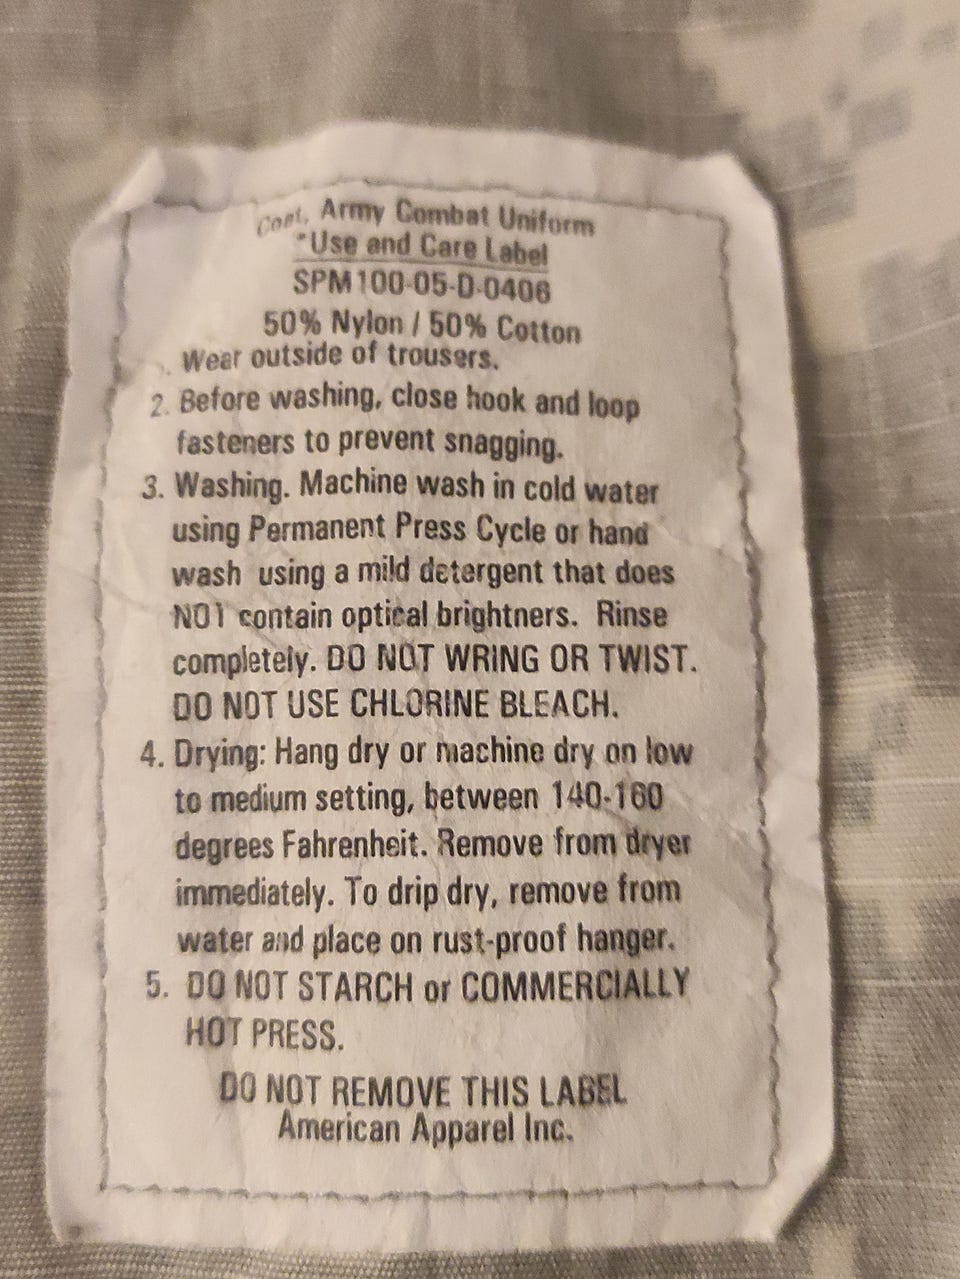 Coat, Army Combat Uniform
*Use and Care Label
SPM100-05-D-0406
50% Nylon / 50% Cotton
. Wear outside of trousers.
2. Before washing, close hook and loop
fasteners to prevent snagging.
3. Washing. Machine wash in cold water
using Permanent Press Cycle or hand
wash using a mild detergent that does
NOT contain optical brightners. Rinse
completely. DO NOT WRING OR TWIST.
DO NOT USE CHLORINE BLEACH.
4. Drying: Hang dry or machine dry on low
to medium setting, between 140-160
degrees Fahrenheit. Remove from dryer
immediately. To drip dry, remove from
water and place on rust-proof hanger.
5. DO NOT STARCH or COMMERCIALLY
HOT PRESS.
DO NOT REMOVE THIS LABEL
American Apparel Inc.